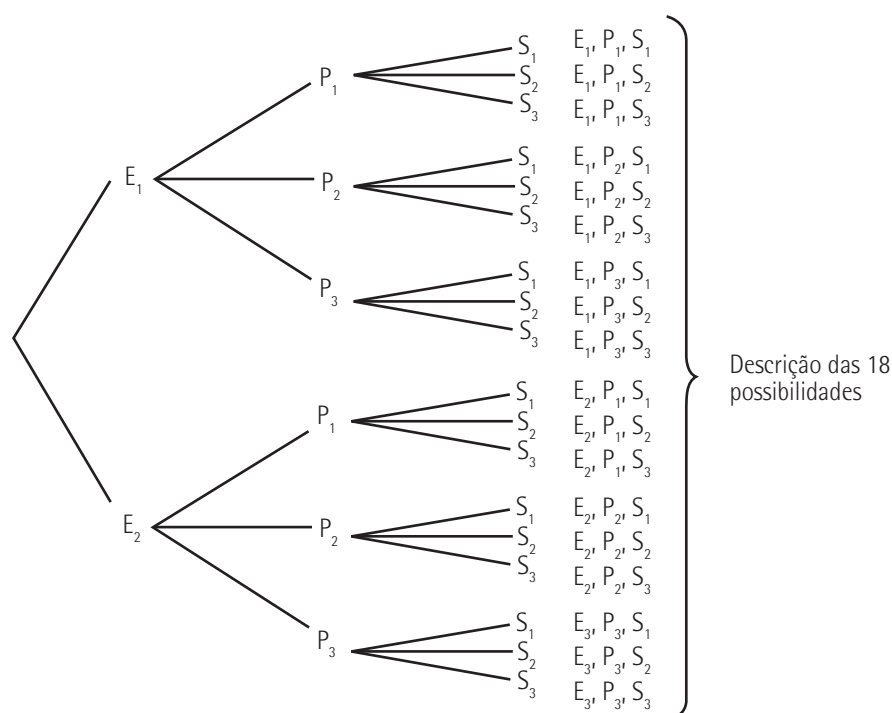 S₁ E₁, P₁, S₁
P₁ S₂ E₁, P₁, S₂
S₃ E₁, P₁, S₃
E₁ S₁ E₁, P₂, S₁
P₂ S₂ E₁, P₂, S₂
S₃ E₁, P₂, S₃
S₁ E₁, P₃, S₁
P₃ S₂ E₁, P₃, S₂
S₃ E₁, P₃, S₃
Descrição das 18
possibilidades
S₁ E₂, P₁, S₁
P₁ S₂ E₂, P₁, S₂
S₃ E₂, P₁, S₃
S₁ E₂, P₂, S₁
E₂ P₂ S₂ E₂, P₂, S₂
S₃ E₂, P₂, S₃
S₁ E₃, P₃, S₁
P₃ S₂ E₃, P₃, S₂
S₃ E₃, P₃, S₃